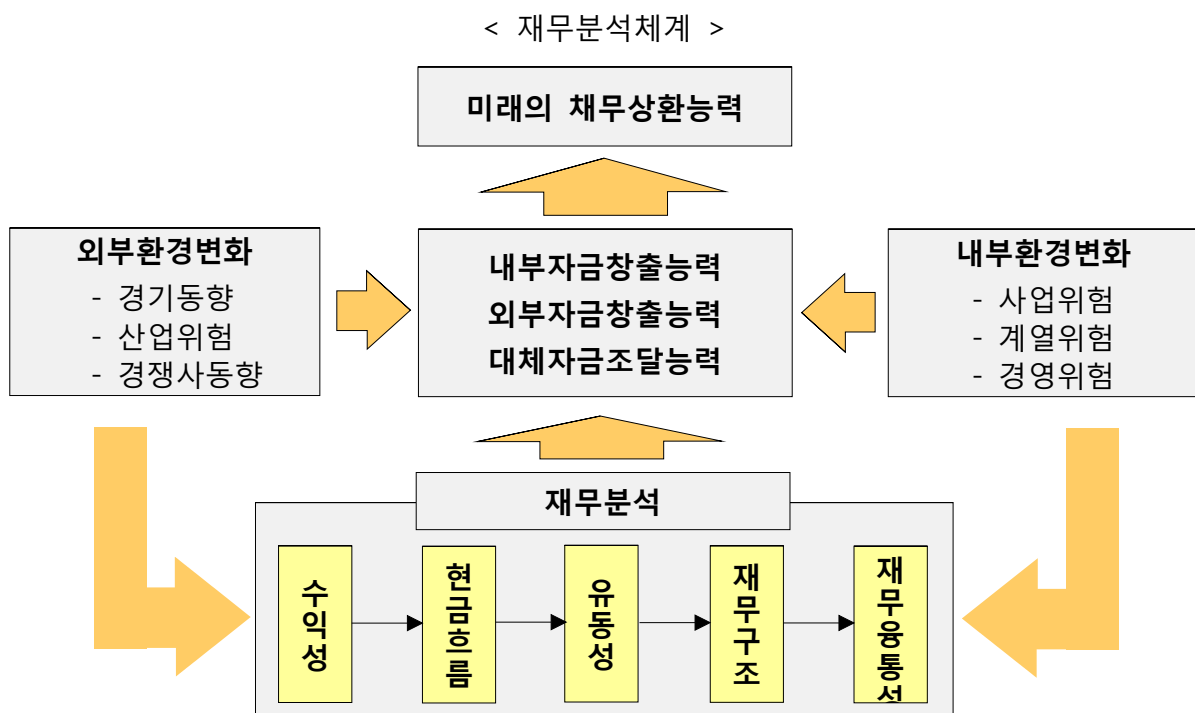 < 재무분석체계 >
미래의 채무상환능력
외부환경변화
- 경기동향
- 산업위험
- 경쟁사동향
내부자금창출능력
외부자금창출능력
대체자금조달능력
내부환경변화
- 사업위험
- 계열위험
- 경영위험
재무분석
수익성
현금흐름
유동성
재무구조
재무융통성